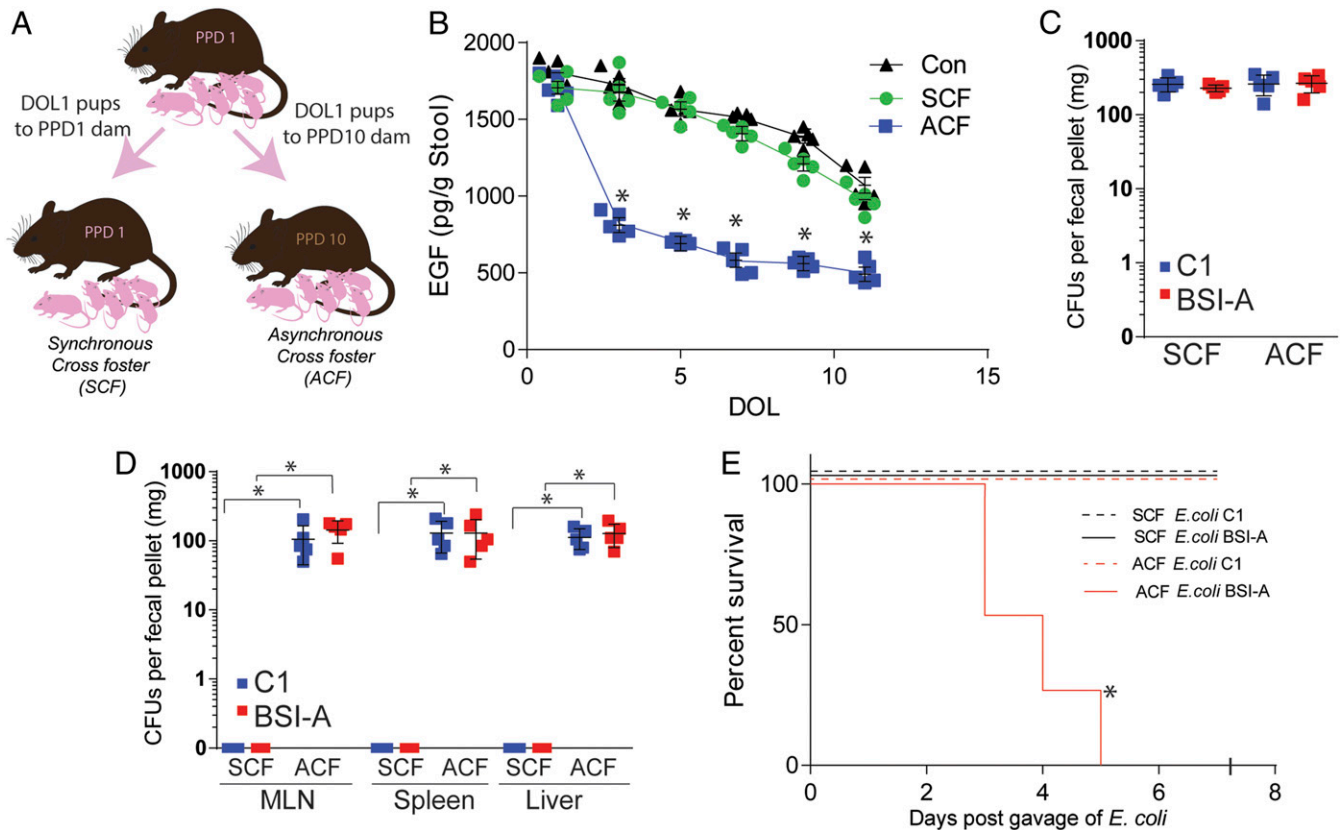 A
PPD 1
DOL1 pups
to PPD1 dam
DOL1 pups
to PPD10 dam
PPD 1
PPD 10
Synchronous
Cross foster
(SCF)
Asynchronous
Cross foster
(ACF)
B
EGF (pg/g Stool)
2000
1500
1000
500
0
Con
SCF
ACF
*
*
*
*
*
0
5
10
15
DOL
C
CFUs per fecal pellet (mg)
1000
100
10
1
0
C1
BSI-A
SCF
ACF
D
CFUs per fecal pellet (mg)
1000
100
10
1
0
*
*
*
*
*
*
C1
BSI-A
SCF ACF SCF ACF SCF ACF
MLN Spleen Liver
E
Percent survival
100
50
0
SCF E.coli C1
SCF E.coli BSI-A
ACF E.coli C1
ACF E.coli BSI-A
*
0 2 4 6 8
Days post gavage of E. coli